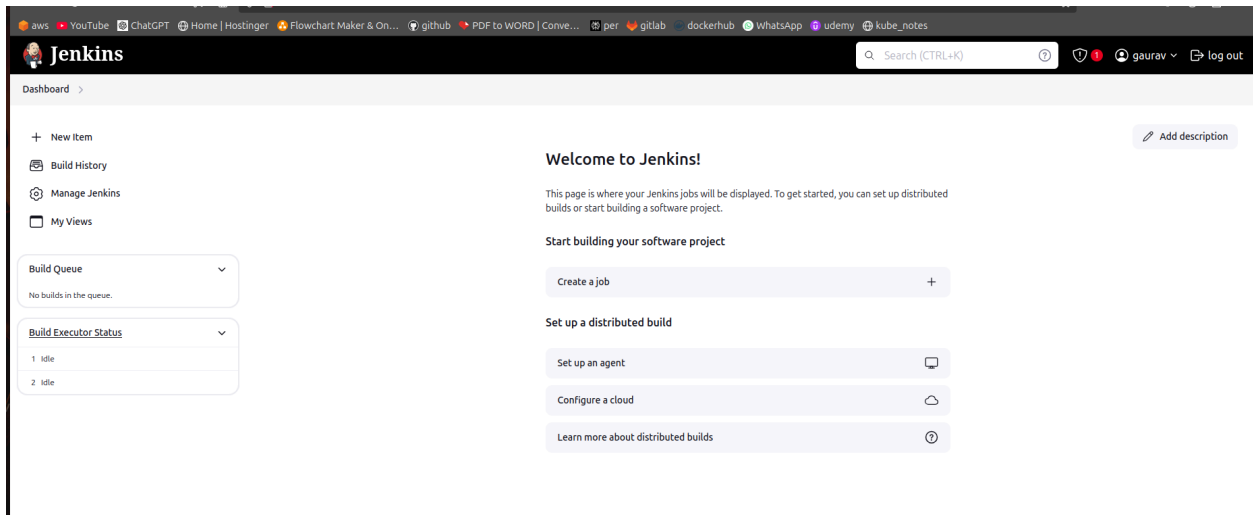 aws YouTube ChatGPT Home | Hostinger Flowchart Maker & On... github PDF to WORD | Conve... per gitlab dockerhub WhatsApp udemy kube_notes
Jenkins Search (CTRL+K) 1 gaurav log out
Dashboard
New Item
Build History
Manage Jenkins
My Views
Build Queue
No builds in the queue.
Build Executor Status
1 Idle
2 Idle
Add description
Welcome to Jenkins!
This page is where your Jenkins jobs will be displayed. To get started, you can set up distributed
builds or start building a software project.
Start building your software project
Create a job
Set up a distributed build
Set up an agent
Configure a cloud
Learn more about distributed builds